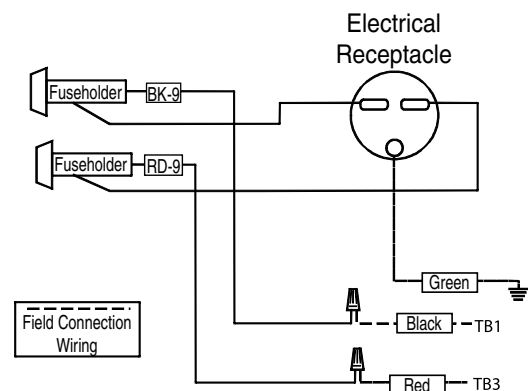 Electrical
Receptacle
Fuseholder
BK-9
Fuseholder
RD-9
Green
Field Connection
Wiring
Black
TB1
Red
TB3